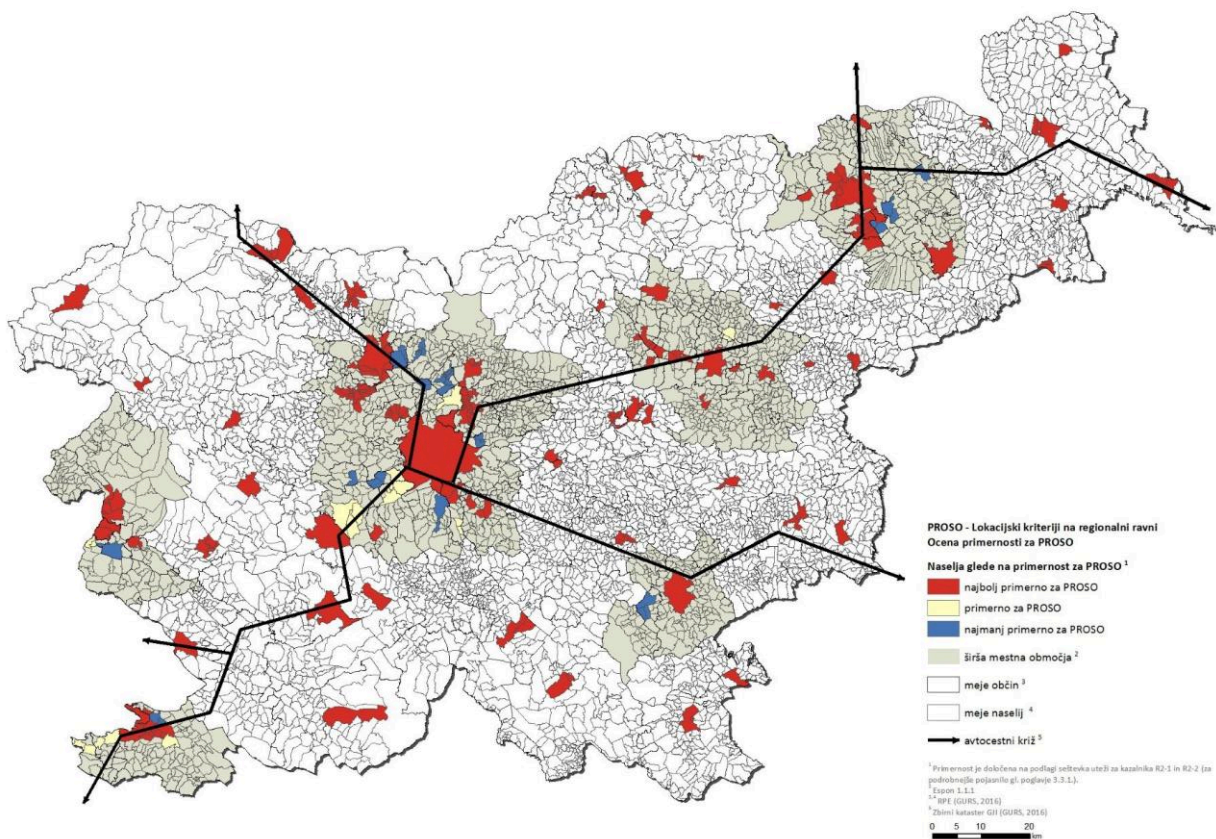 PROSO - Lokacijski kriteriji na regionalni ravni
Ocena primernosti za PROSO
Naselja glede na primernost za PROSO 1
najbolj primerno za PROSO
primerno za PROSO
najmanj primerno za PROSO
širša mestna območja 2
meje občin 3
meje naselij 4
avtocestni križ 5
1 Primernost je določena na podlagi seštevka uteži za kazalnika R2-1 in R2-2 (za
podrobnejše pojasnilo gl. poglavje 3.3.1.).
2 Espon 1.1.1
3,4 RPE (GURS, 2016)
5 Zbirni kataster GJI (GURS, 2016)
0 5 10 20
km